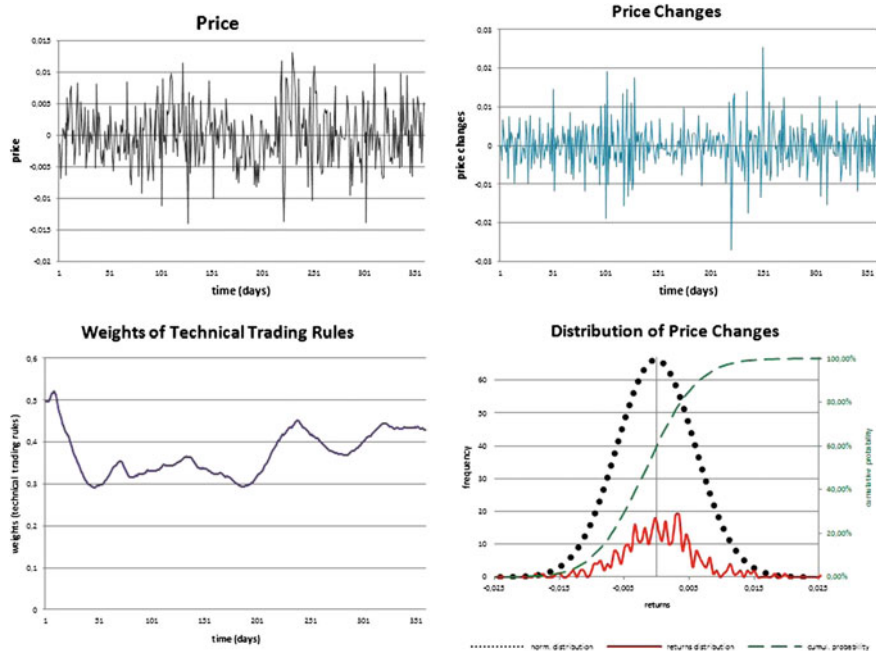 Price
0,015
0,01
0,005
0
-0,005
-0,01
-0,015
-0,02
price
1 51 101 151 201 251 301 351
time (days)
Price Changes
0,03
0,02
0,01
0
-0,01
-0,02
-0,03
price changes
1 51 101 151 201 251 301 351
time (days)
Weights of Technical Trading Rules
0,6
0,5
0,4
0,3
0,2
0,1
0
weights (technical trading rules)
1 51 101 151 201 251 301 351
time (days)
Distribution of Price Changes
60
50
40
30
20
10
0
frequency
100,00%
80,00%
60,00%
40,00%
20,00%
0,00%
cumulative probability
-0,025 -0,015 -0,005 0,005 0,015 0,025
returns
norm. distribution returns distribution cumul. probability